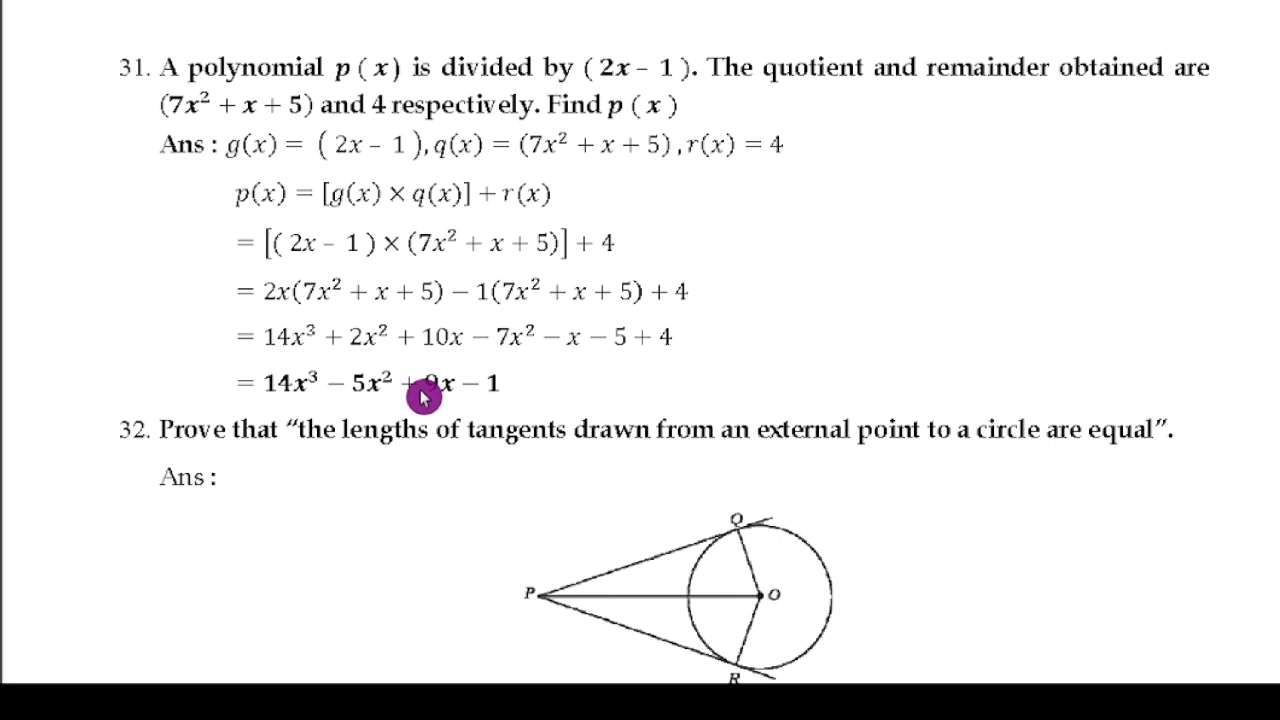 31. A polynomial p ( x ) is divided by ( 2x – 1 ). The quotient and remainder obtained are
(7x² + x + 5) and 4 respectively. Find p ( x )
Ans : g(x) = ( 2x – 1 ), q(x) = (7x² + x + 5) , r(x) = 4
p(x) = [g(x) × q(x)] + r(x)
= [( 2x – 1 ) × (7x² + x + 5)] + 4
= 2x(7x² + x + 5) − 1(7x² + x + 5) + 4
= 14x³ + 2x² + 10x − 7x² − x − 5 + 4
= 14x³ − 5x² + 9x − 1
32. Prove that “the lengths of tangents drawn from an external point to a circle are equal”.
Ans :
Q
P
O
R